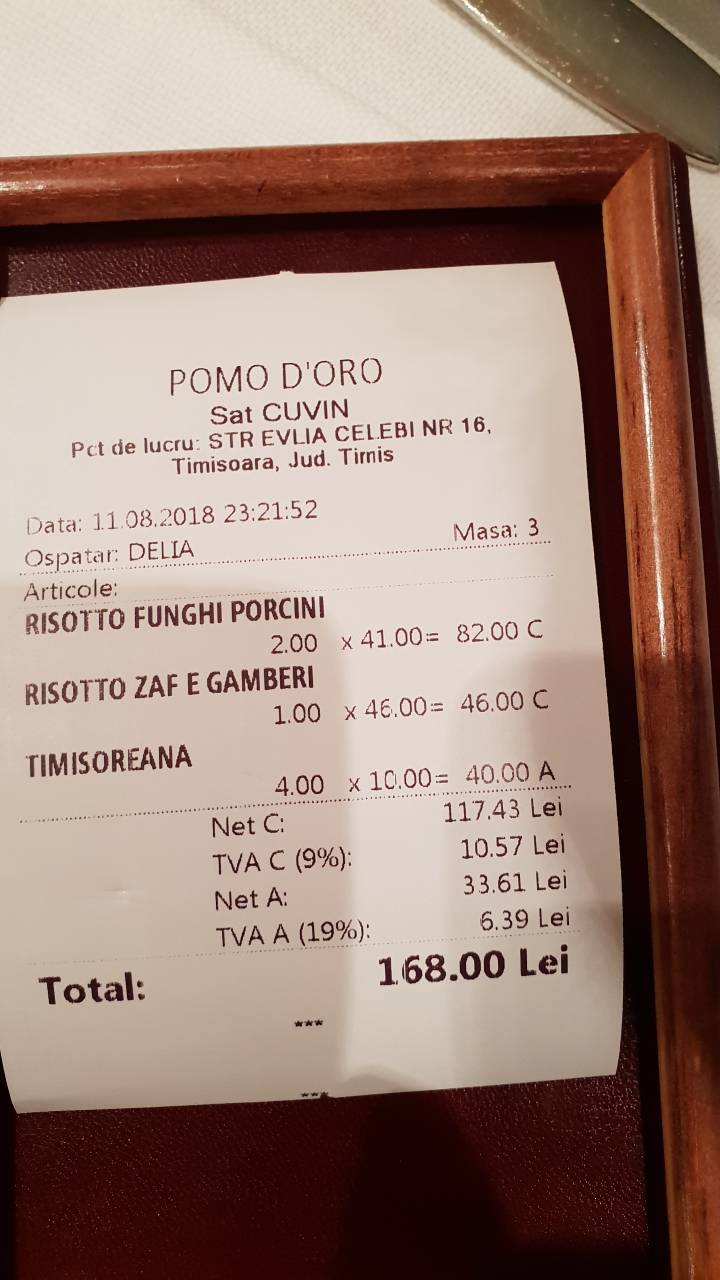 POMO D'ORO
Sat CUVIN
Pct de lucru: STR EVLIA CELEBI NR 16,
Timisoara, Jud. Timis
Data: 11.08.2018 23:21:52
Ospatar: DELIA Masa: 3
Articole:
RISOTTO FUNGHI PORCINI
2.00 x 41.00= 82.00 C
RISOTTO ZAF E GAMBERI
1.00 x 46.00= 46.00 C
TIMISOREANA
4.00 x 10.00= 40.00 A
Net C: 117.43 Lei
TVA C (9%): 10.57 Lei
Net A: 33.61 Lei
TVA A (19%): 6.39 Lei
Total: 168.00 Lei
***
***